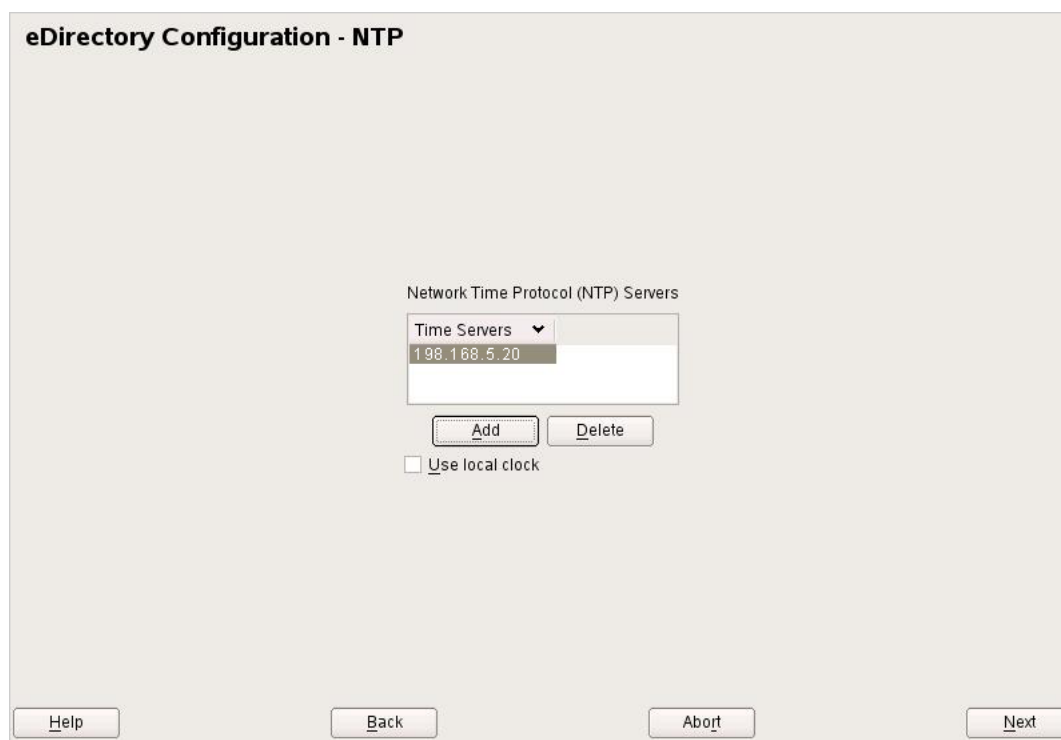 eDirectory Configuration - NTP
Network Time Protocol (NTP) Servers
Time Servers
198.168.5.20
Add Delete
Use local clock
Help Back Abort Next